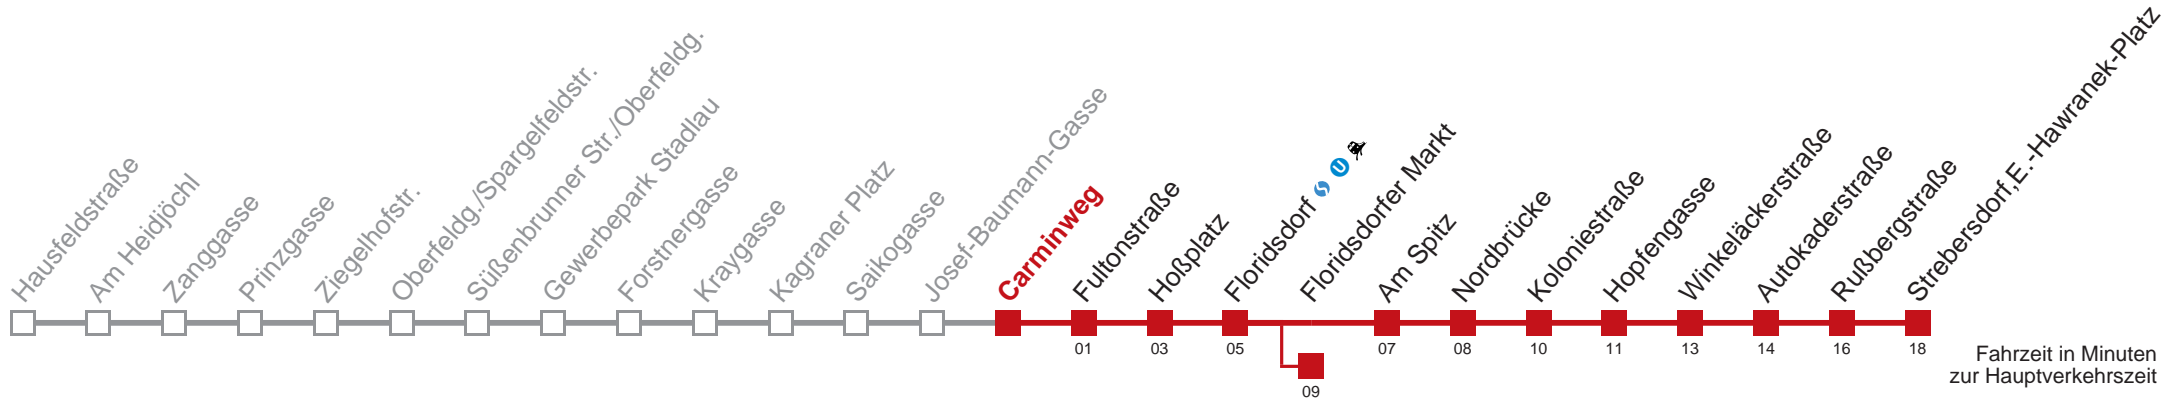 Hausfeldstraße
Am Heidjöchl
Zanggasse
Prinzgasse
Ziegelhofstr.
Oberfeldg./Spargelfeldstr.
Süßenbrunner Str./Oberfeldg.
Gewerbepark Stadlau
Forstnergasse
Kraygasse
Kagraner Platz
Saikogasse
Josef-Baumann-Gasse
Carminweg
Fultonstraße
Hoßplatz
Floridsdorf S U
Floridsdorfer Markt
Am Spitz
Nordbrücke
Koloniestraße
Hopfengasse
Winkeläckerstraße
Autokaderstraße
Rußbergstraße
Strebersdorf,E.-Hawranek-Platz
01 03 05 07 08 10 11 13 14 16 18
09
Fahrzeit in Minuten
zur Hauptverkehrszeit